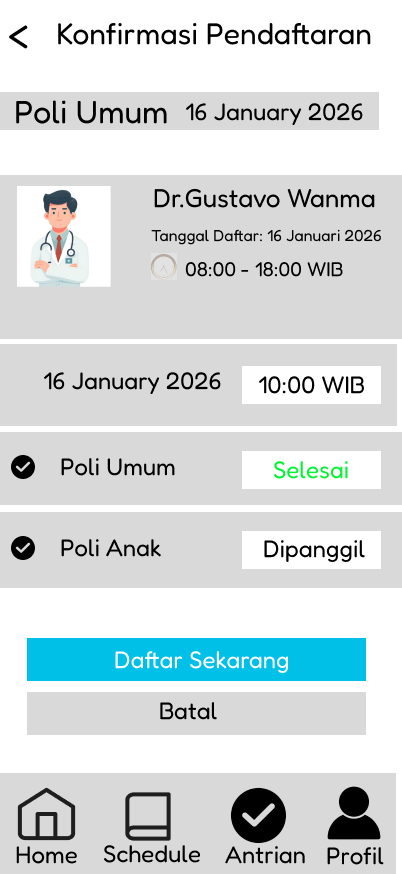 Konfirmasi Pendaftaran
Poli Umum 16 January 2026
Dr.Gustavo Wanma
Tanggal Daftar: 16 Januari 2026
08:00 - 18:00 WIB
16 January 2026 10:00 WIB
Poli Umum Selesai
Poli Anak Dipanggil
Daftar Sekarang
Batal
Home Schedule Antrian Profil